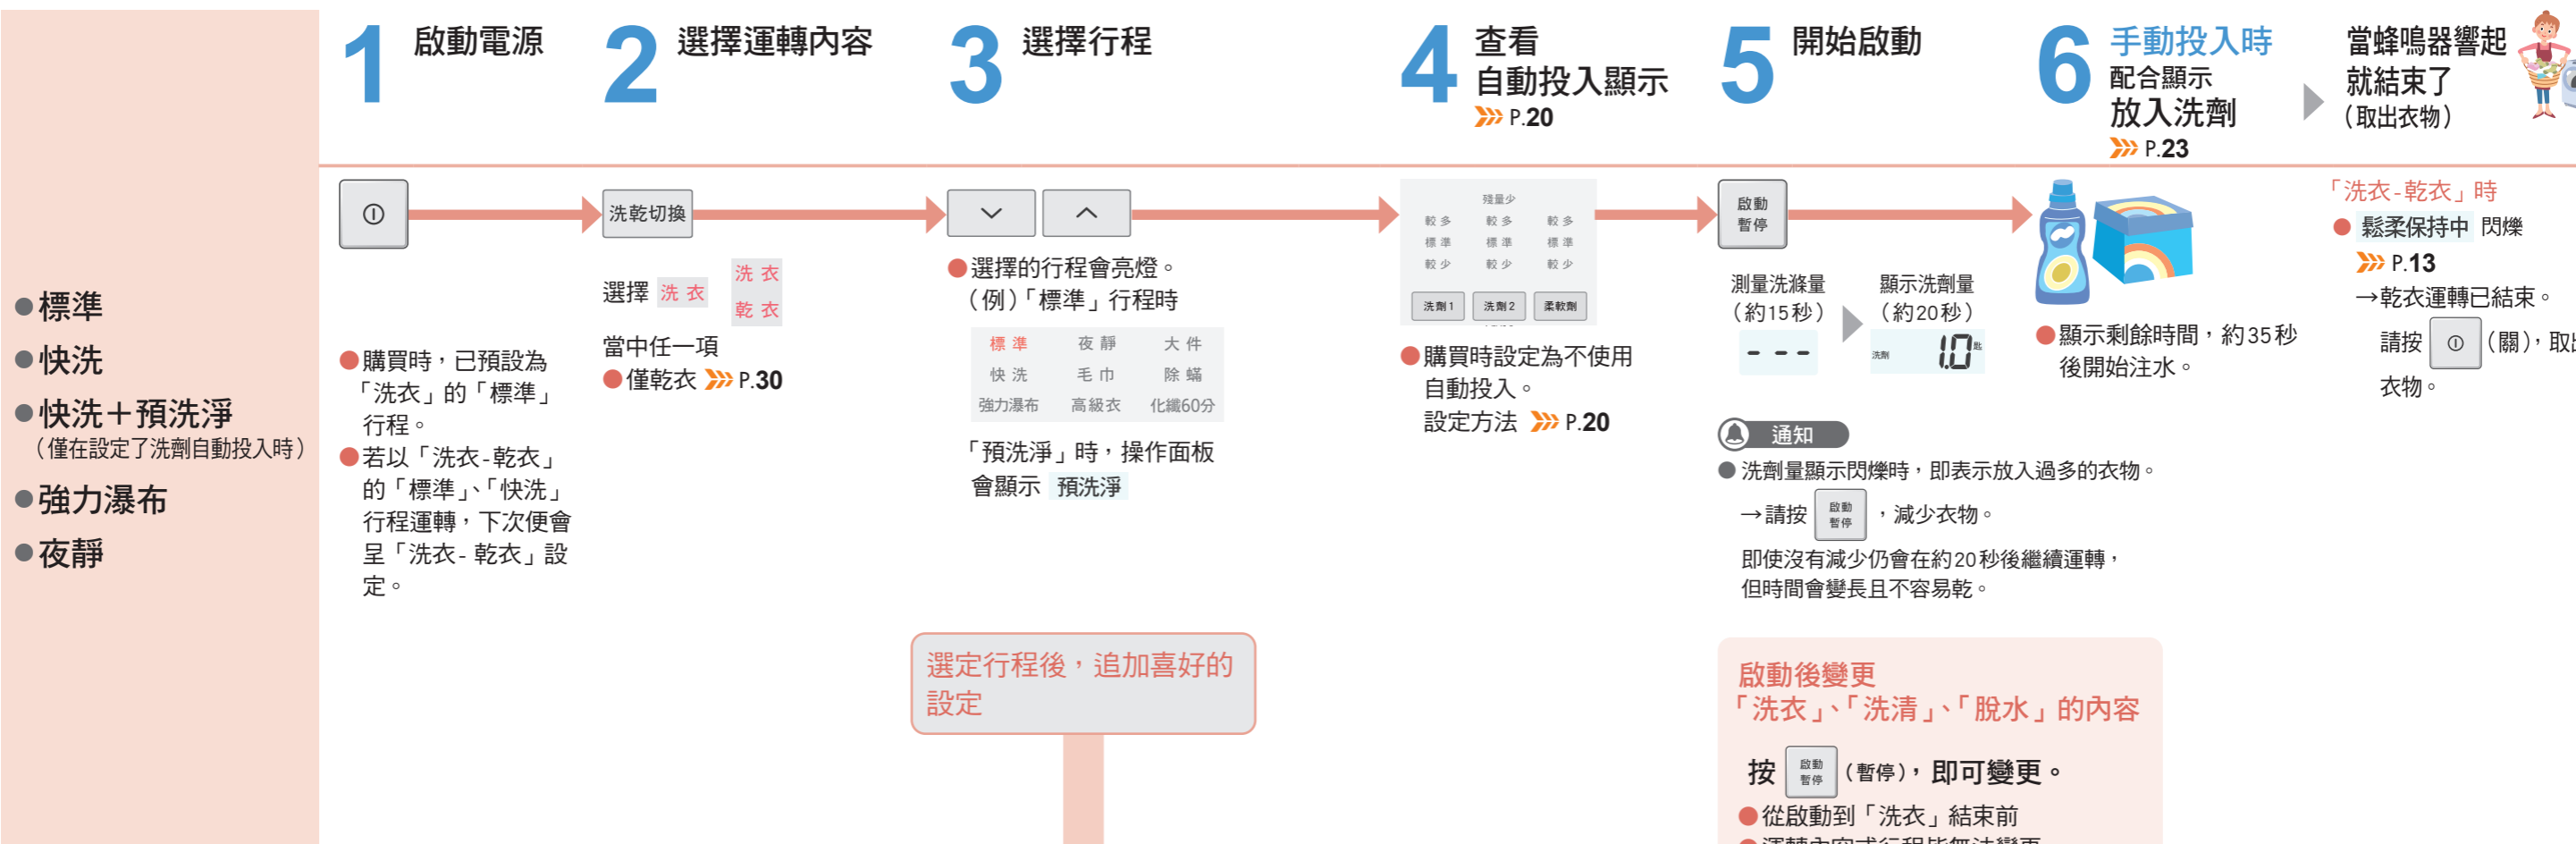 ●標準
●快洗
●快洗＋預洗淨
（僅在設定了洗劑自動投入時）
●強力瀑布
●夜靜
1 啟動電源
●購買時，已預設為
「洗衣」的「標準」
行程。
●若以「洗衣-乾衣」
的「標準」、「快洗」
行程運轉，下次便會
呈「洗衣- 乾衣」設
定。
2 選擇運轉內容
洗乾切換
選擇 洗衣 洗衣
乾衣
當中任一項
●僅乾衣 P.30
3 選擇行程
●選擇的行程會亮燈。
（例）「標準」行程時
標準 夜靜 大件
快洗 毛巾 除蟎
強力瀑布 高級衣 化纖60分
「預洗淨」時，操作面板
會顯示 預洗淨
選定行程後，追加喜好的
設定
4 查看
自動投入顯示
P.20
殘量少
較多 較多 較多
標準 標準 標準
較少 較少 較少
洗劑1 洗劑2 柔軟劑
●購買時設定為不使用
自動投入。
設定方法 P.20
5 開始啟動
啟動
暫停
測量洗滌量
（約15秒）
- - -
顯示洗劑量
（約20秒）
洗劑 1.0 匙
通知
●洗劑量顯示閃爍時，即表示放入過多的衣物。
→請按 啟動暫停 ，減少衣物。
即使沒有減少仍會在約20秒後繼續運轉，
但時間會變長且不容易乾。
啟動後變更
「洗衣」、「洗清」、「脫水」的內容
按 啟動暫停 （暫停），即可變更。
●從啟動到「洗衣」結束前
6 手動投入時
配合顯示
放入洗劑
P.23
●顯示剩餘時間，約35秒
後開始注水。
當蜂鳴器響起
就結束了
（取出衣物）
「洗衣-乾衣」時
●鬆柔保持中 閃爍
P.13
→乾衣運轉已結束。
請按 （關），取
衣物。